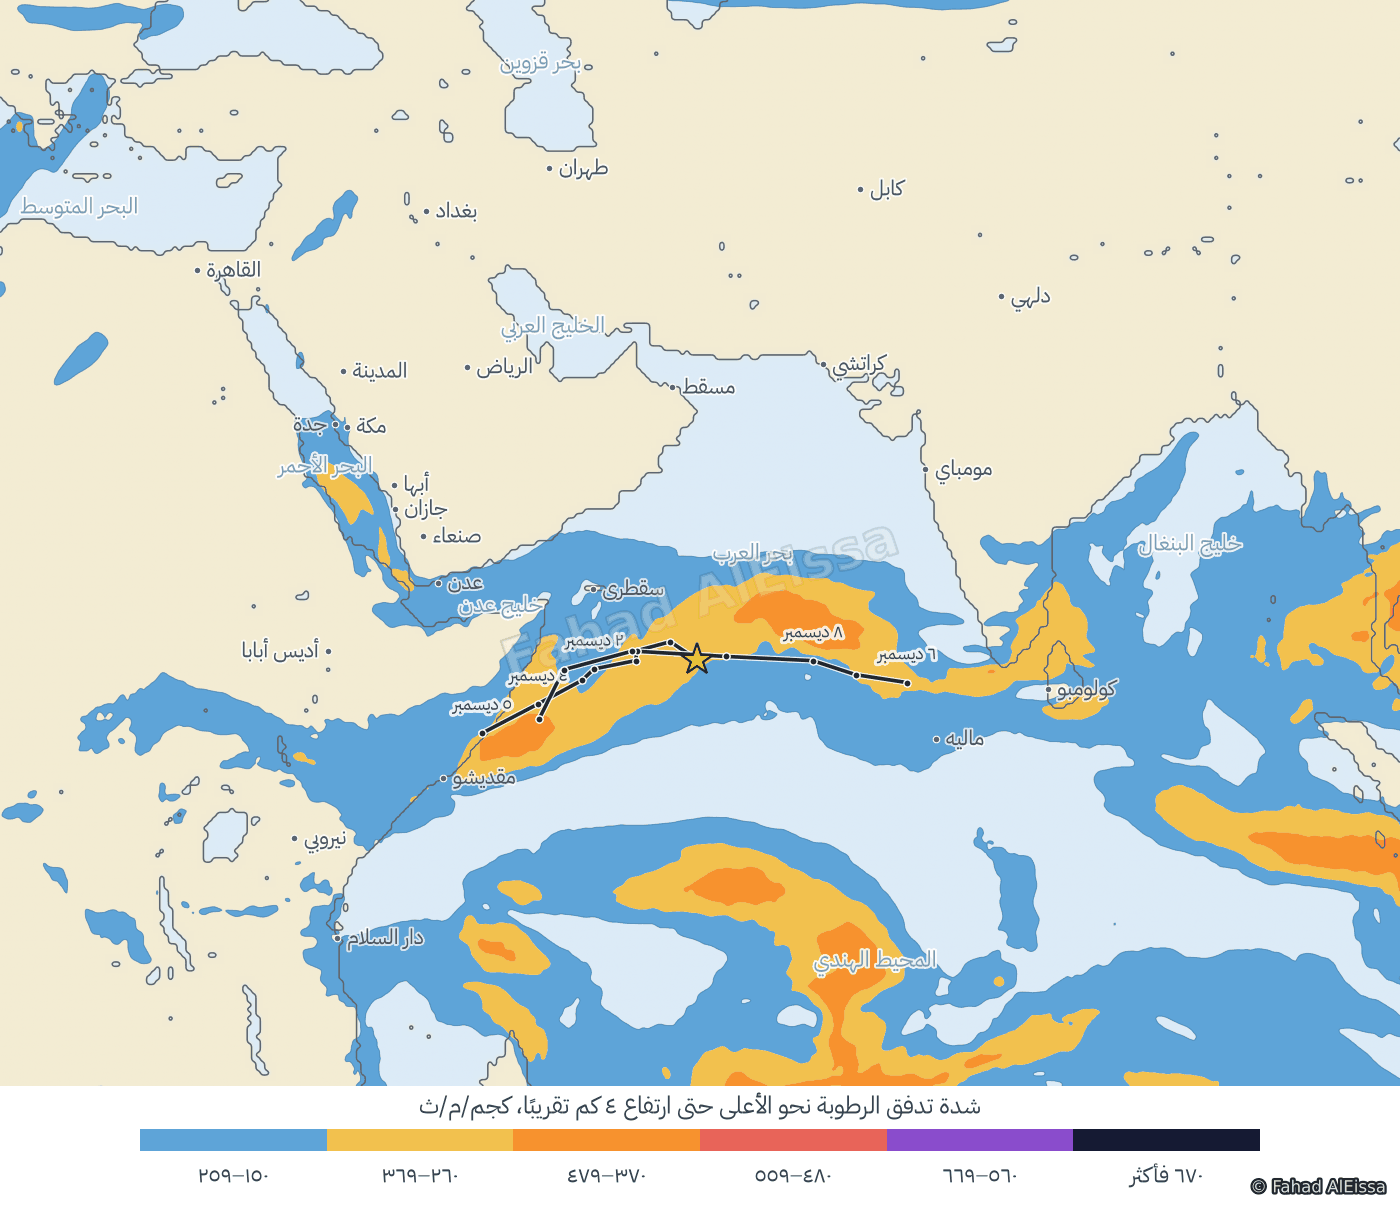 بحر قزوين
طهران
كابل
البحر المتوسط
بغداد
القاهرة
دلهي
الخليج العربي
كراتشي
المدينة
الرياض
مسقط
جدة
مكة
البحر الأحمر
مومباي
أبها
جازان
صنعاء
خليج البنغال
بحر العرب
عدن
سقطرى
خليج عدن
Fahad AlEissa
أديس أبابا
٢ ديسمبر
٨ ديسمبر
٦ ديسمبر
٤ ديسمبر
كولومبو
٥ ديسمبر
ماليه
مقديشو
نيروبي
دار السلام
المحيط الهندي
شدة تدفق الرطوبة نحو الأعلى حتى ارتفاع ٤ كم تقريبًا، كجم/م/ث
١٥٠–٢٥٩
٢٦٠–٣٦٩
٣٧٠–٤٧٩
٤٨٠–٥٥٩
٥٦٠–٦٦٩
٦٧٠ فأكثر
© Fahad AlEissa